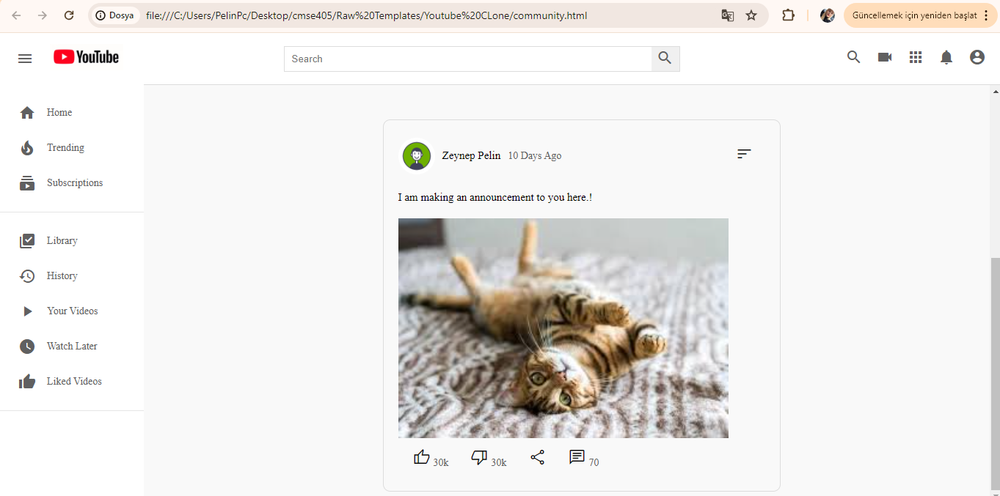 Dosya file:///C:/Users/PelinPc/Desktop/cmse405/Raw%20Templates/Youtube%20CLone/community.html Güncellemek için yeniden başlat
YouTube
Search
Home
Trending
Subscriptions
Library
History
Your Videos
Watch Later
Liked Videos
Zeynep Pelin 10 Days Ago
I am making an announcement to you here.!
30k 30k 70